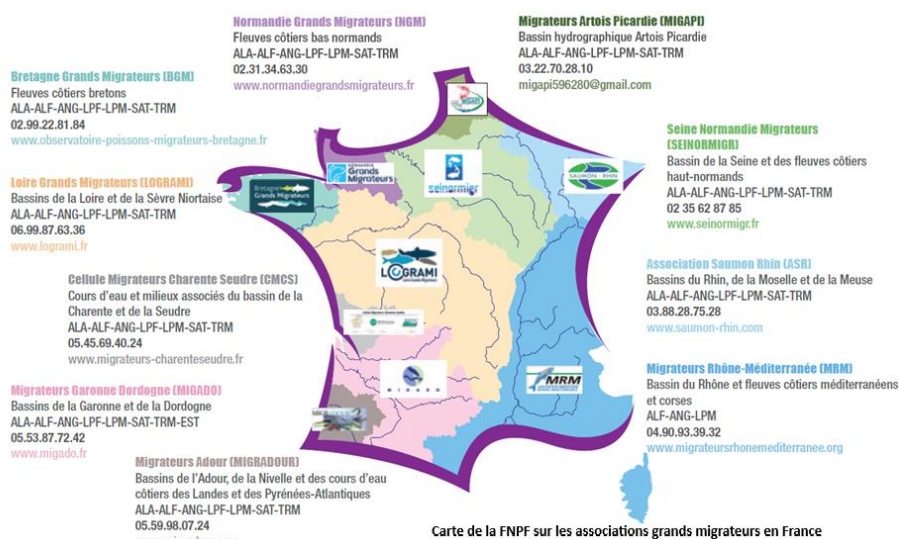 Normandie Grands Migrateurs (NGM)
Fleuves côtiers bas normands
ALA-ALF-ANG-LPF-LPM-SAT-TRM
02.31.34.63.30
www.normandiegrandsmigrateurs.fr
Migrateurs Artois Picardie (MIGAPI)
Bassin hydrographique Artois Picardie
ALA-ALF-ANG-LPF-LPM-SAT-TRM
03.22.70.28.10
migapi596280@gmail.com
Bretagne Grands Migrateurs (BGM)
Fleuves côtiers bretons
ALA-ALF-ANG-LPF-LPM-SAT-TRM
02.99.22.81.84
www.observatoire-poissons-migrateurs-bretagne.fr
Loire Grands Migrateurs (LOGRAMI)
Bassins de la Loire et de la Sèvre Niortaise
ALA-ALF-ANG-LPF-LPM-SAT-TRM
06.99.87.63.36
www.logrami.fr
Cellule Migrateurs Charente Seudre (CMCS)
Cours d'eau et milieux associés du bassin de la
Charente et de la Seudre
ALA-ALF-ANG-LPF-LPM-SAT-TRM
05.45.69.40.24
www.migrateurs-charenteseudre.fr
Migrateurs Garonne Dordogne (MIGADO)
Bassins de la Garonne et de la Dordogne
ALA-ALF-ANG-LPF-LPM-SAT-TRM-EST
05.53.87.72.42
www.migado.fr
Migrateurs Adour (MIGRADOUR)
Bassins de l'Adour, de la Nivelle et des cours d'eau
côtiers des Landes et des Pyrénées-Atlantiques
ALA-ALF-ANG-LPF-LPM-SAT-TRM
05.59.98.07.24
MIGAPI
NORMANDIE
Grands
Migrateurs
seinormigr
SAUMON - RHIN
Bretagne
Grands Migrateurs
LOGRAMI
MIGADO
MRM
Seine Normandie Migrateurs
(SEINORMIGR)
Bassin de la Seine et des fleuves côtiers
haut-normands
ALA-ALF-ANG-LPF-LPM-SAT-TRM
02 35 62 87 85
www.seinormigr.fr
Association Saumon Rhin (ASR)
Bassins du Rhin, de la Moselle et de la Meuse
ALA-ALF-ANG-LPF-LPM-SAT-TRM
03.88.28.75.28
www.saumon-rhin.com
Migrateurs Rhône-Méditerranée (MRM)
Bassin du Rhône et fleuves côtiers méditerranéens
et corses
ALF-ANG-LPM
04.90.93.39.32
www.migrateursrhonemediterranee.org
Carte de la FNPF sur les associations grands migrateurs en France